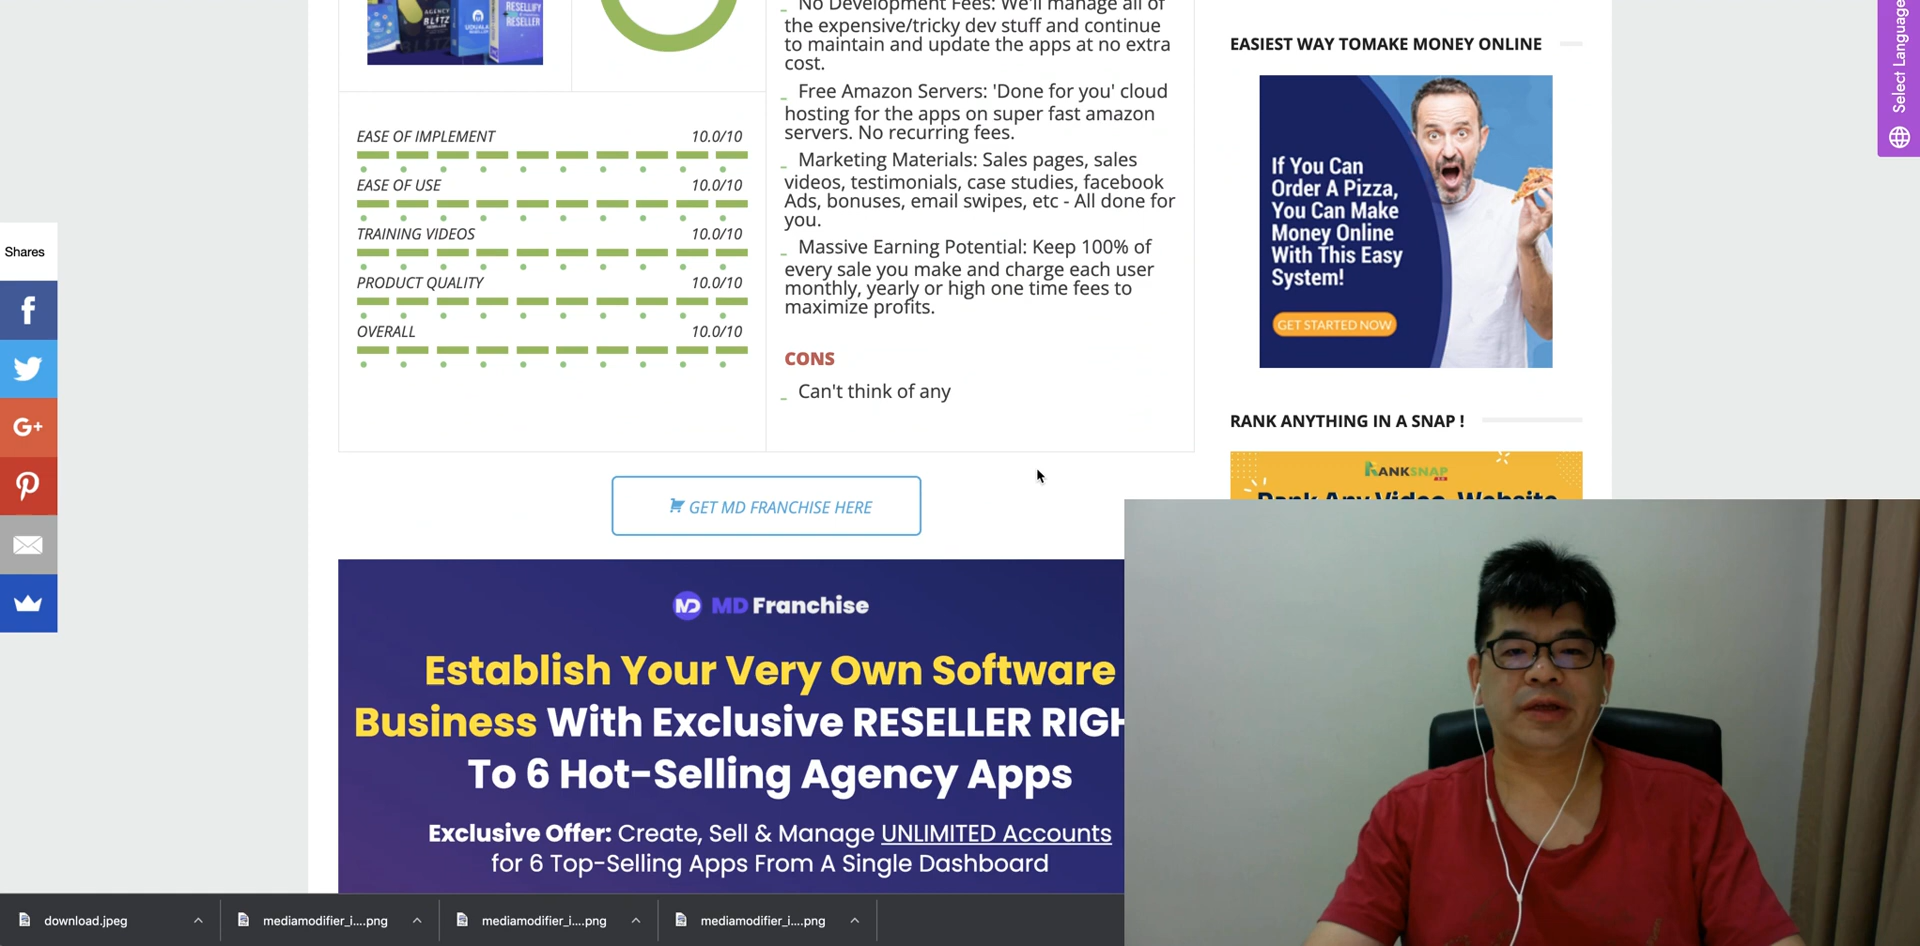 AGENCY
BLITZ
RESELLER
No Development Fees: We'll manage all of
the expensive/tricky dev stuff and continue
to maintain and update the apps at no extra
cost.
Free Amazon Servers: 'Done for you' cloud
hosting for the apps on super fast amazon
servers. No recurring fees.
Marketing Materials: Sales pages, sales
videos, testimonials, case studies, facebook
Ads, bonuses, email swipes, etc - All done for
you.
Massive Earning Potential: Keep 100% of
every sale you make and charge each user
monthly, yearly or high one time fees to
maximize profits.
CONS
Can't think of any
EASE OF IMPLEMENT 10.0/10
EASE OF USE 10.0/10
TRAINING VIDEOS 10.0/10
PRODUCT QUALITY 10.0/10
OVERALL 10.0/10
GET MD FRANCHISE HERE
MD MD Franchise
Establish Your Very Own Software
Business With Exclusive RESELLER RIGH
To 6 Hot-Selling Agency Apps
Exclusive Offer: Create, Sell & Manage UNLIMITED Accounts
for 6 Top-Selling Apps From A Single Dashboard
EASIEST WAY TOMAKE MONEY ONLINE
If You Can
Order A Pizza,
You Can Make
Money Online
With This Easy
System!
GET STARTED NOW
RANK ANYTHING IN A SNAP !
RANKSNAP
Rank Any Video, Website
Select Language
Shares
G+
download.jpeg
mediamodifier_i....png
mediamodifier_i....png
mediamodifier_i....png